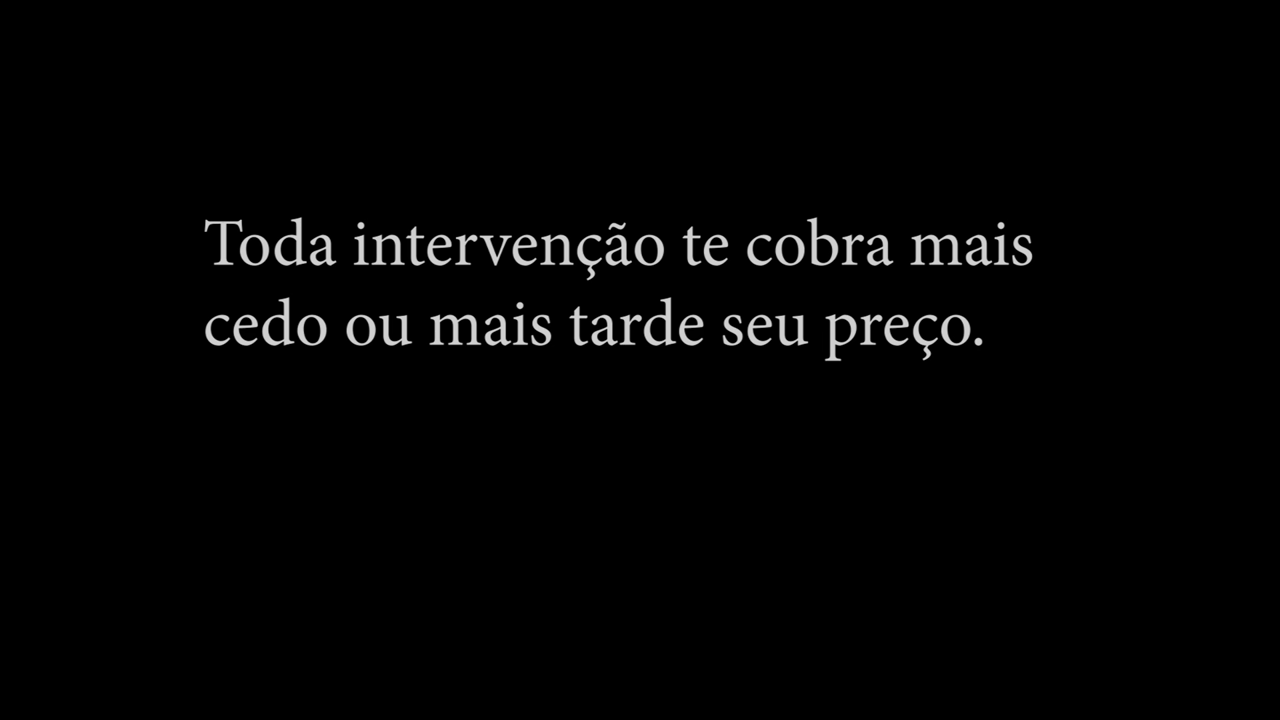 Toda intervenção te cobra mais
cedo ou mais tarde seu preço.